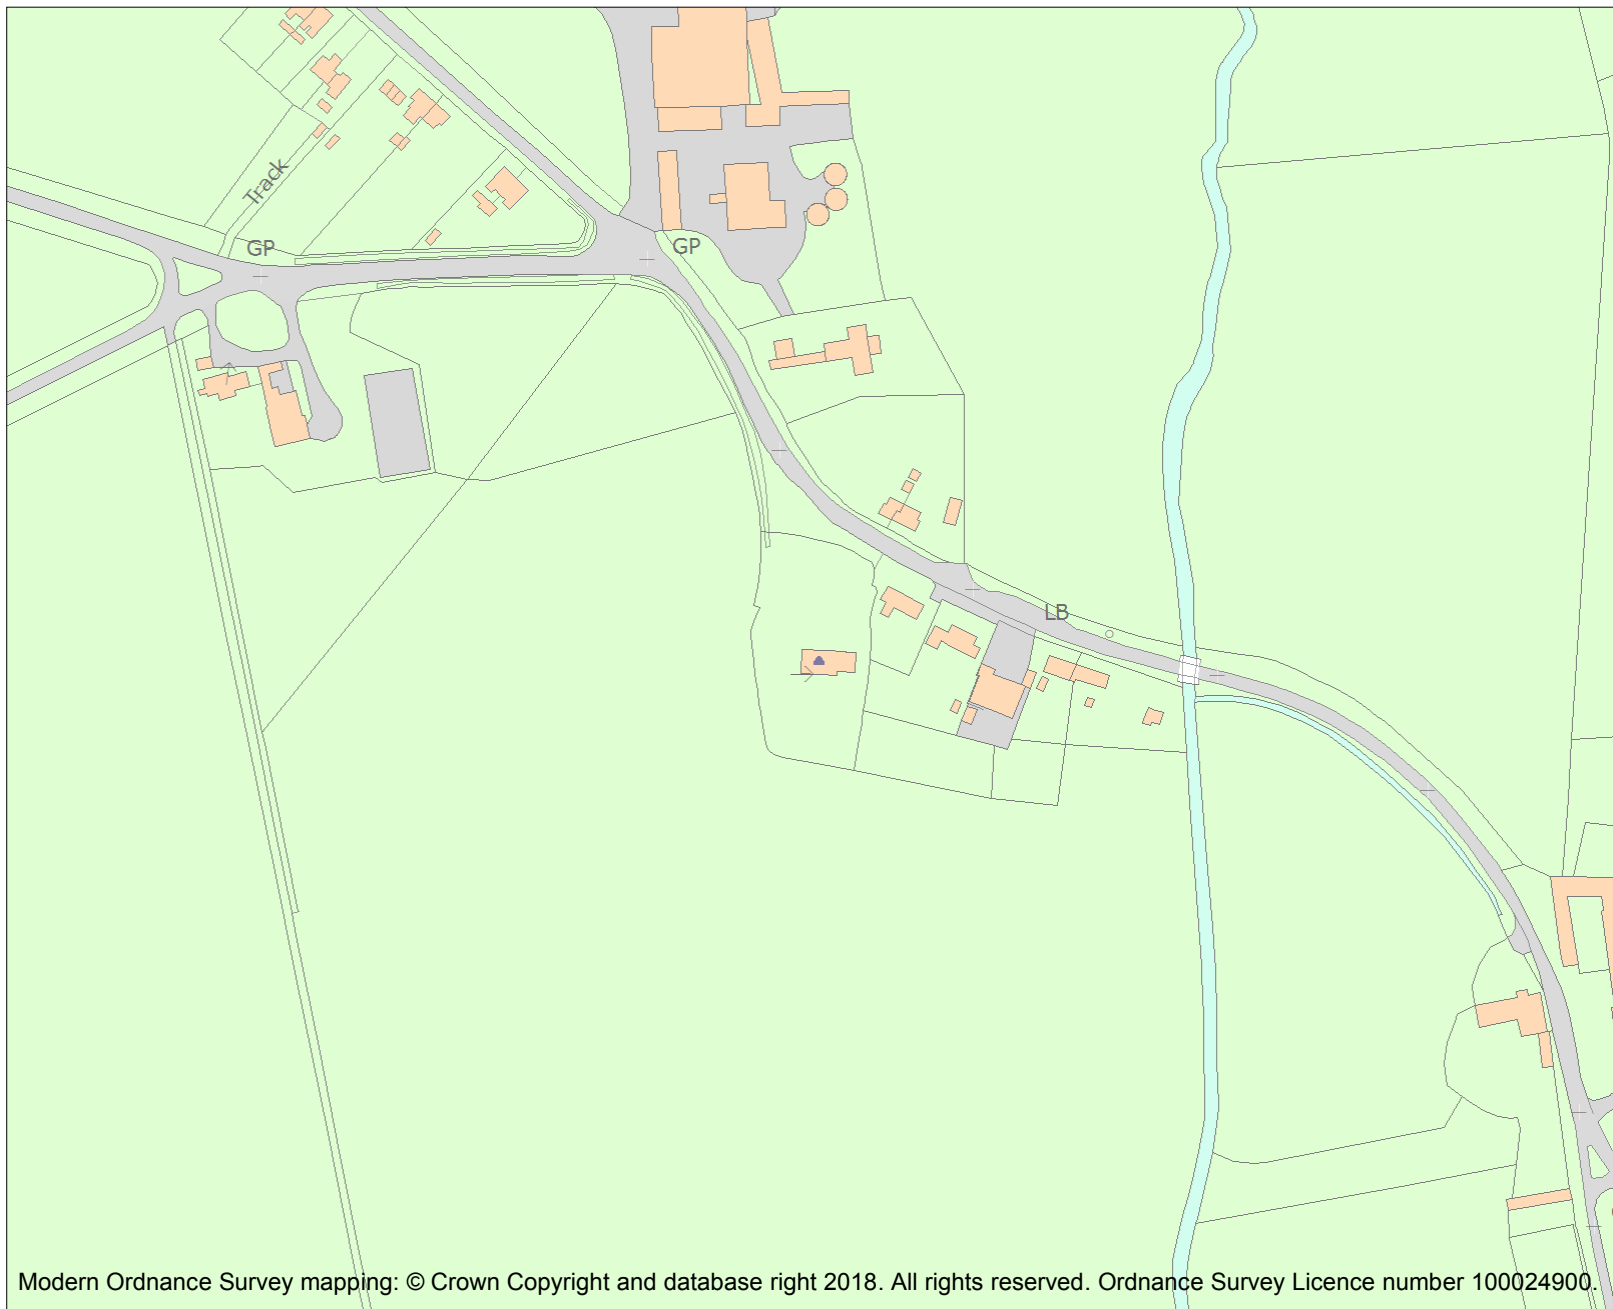 Track
GP
GP
LB
Modern Ordnance Survey mapping: © Crown Copyright and database right 2018. All rights reserved. Ordnance Survey Licence number 100024900.